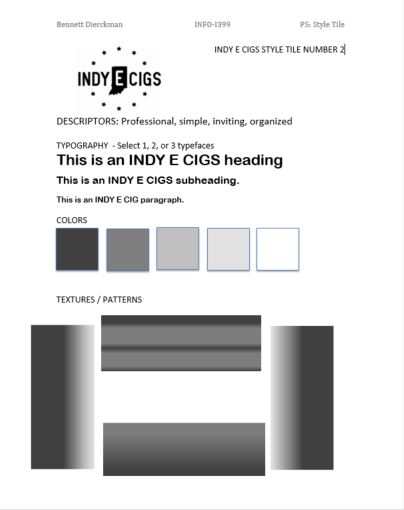 Bennett Dierckman INFO-I399 P5: Style Tile
INDY E CIGS STYLE TILE NUMBER 2
INDY E CIGS
DESCRIPTORS: Professional, simple, inviting, organized
TYPOGRAPHY - Select 1, 2, or 3 typefaces
This is an INDY E CIGS heading
This is an INDY E CIGS subheading.
This is an INDY E CIG paragraph.
COLORS
TEXTURES / PATTERNS